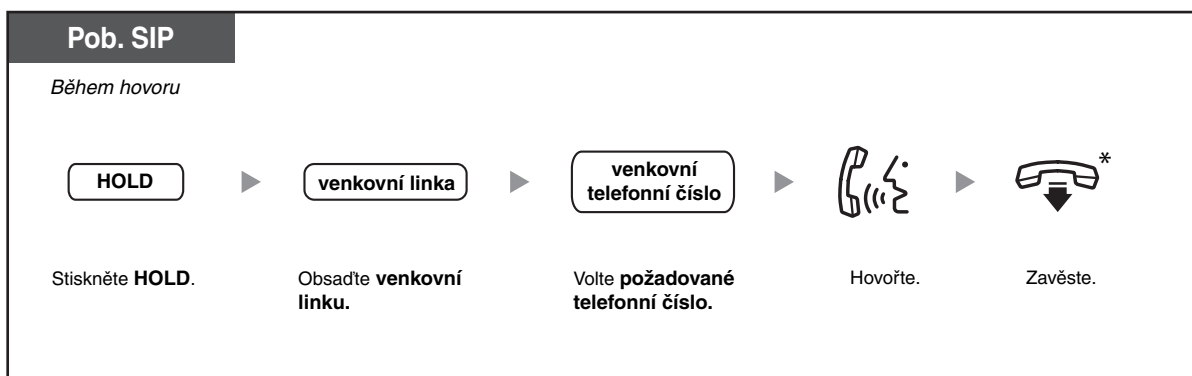 Pob. SIP
Během hovoru
HOLD
venkovní linka
venkovní
telefonní číslo
*
Stiskněte HOLD.
Obsaďte venkovní
linku.
Volte požadované
telefonní číslo.
Hovořte.
Zavěste.